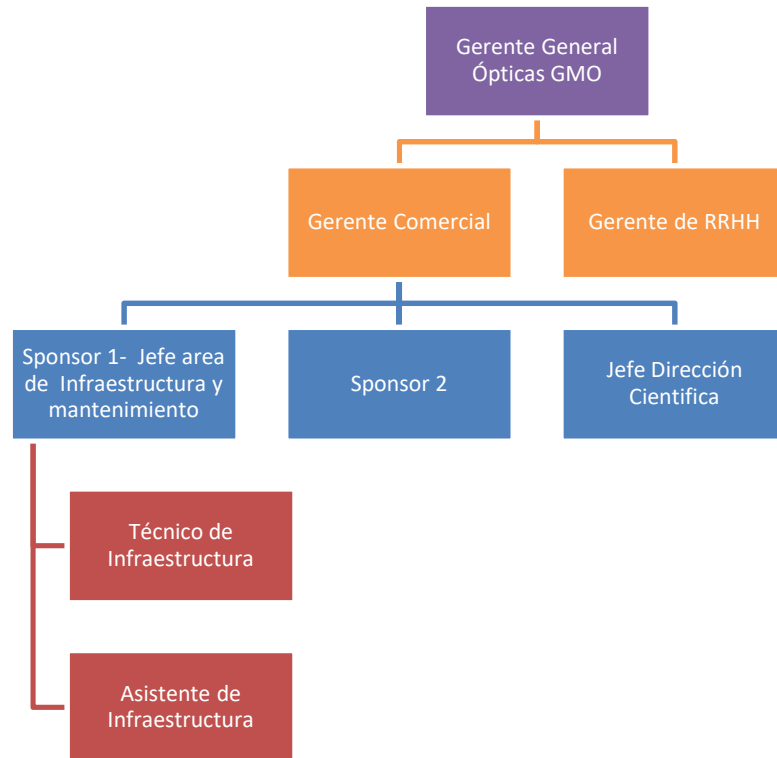 Gerente General
Ópticas GMO
Gerente Comercial
Gerente de RRHH
Sponsor 1- Jefe area
de Infraestructura y
mantenimiento
Sponsor 2
Jefe Dirección
Cientifica
Técnico de
Infraestructura
Asistente de
Infraestructura